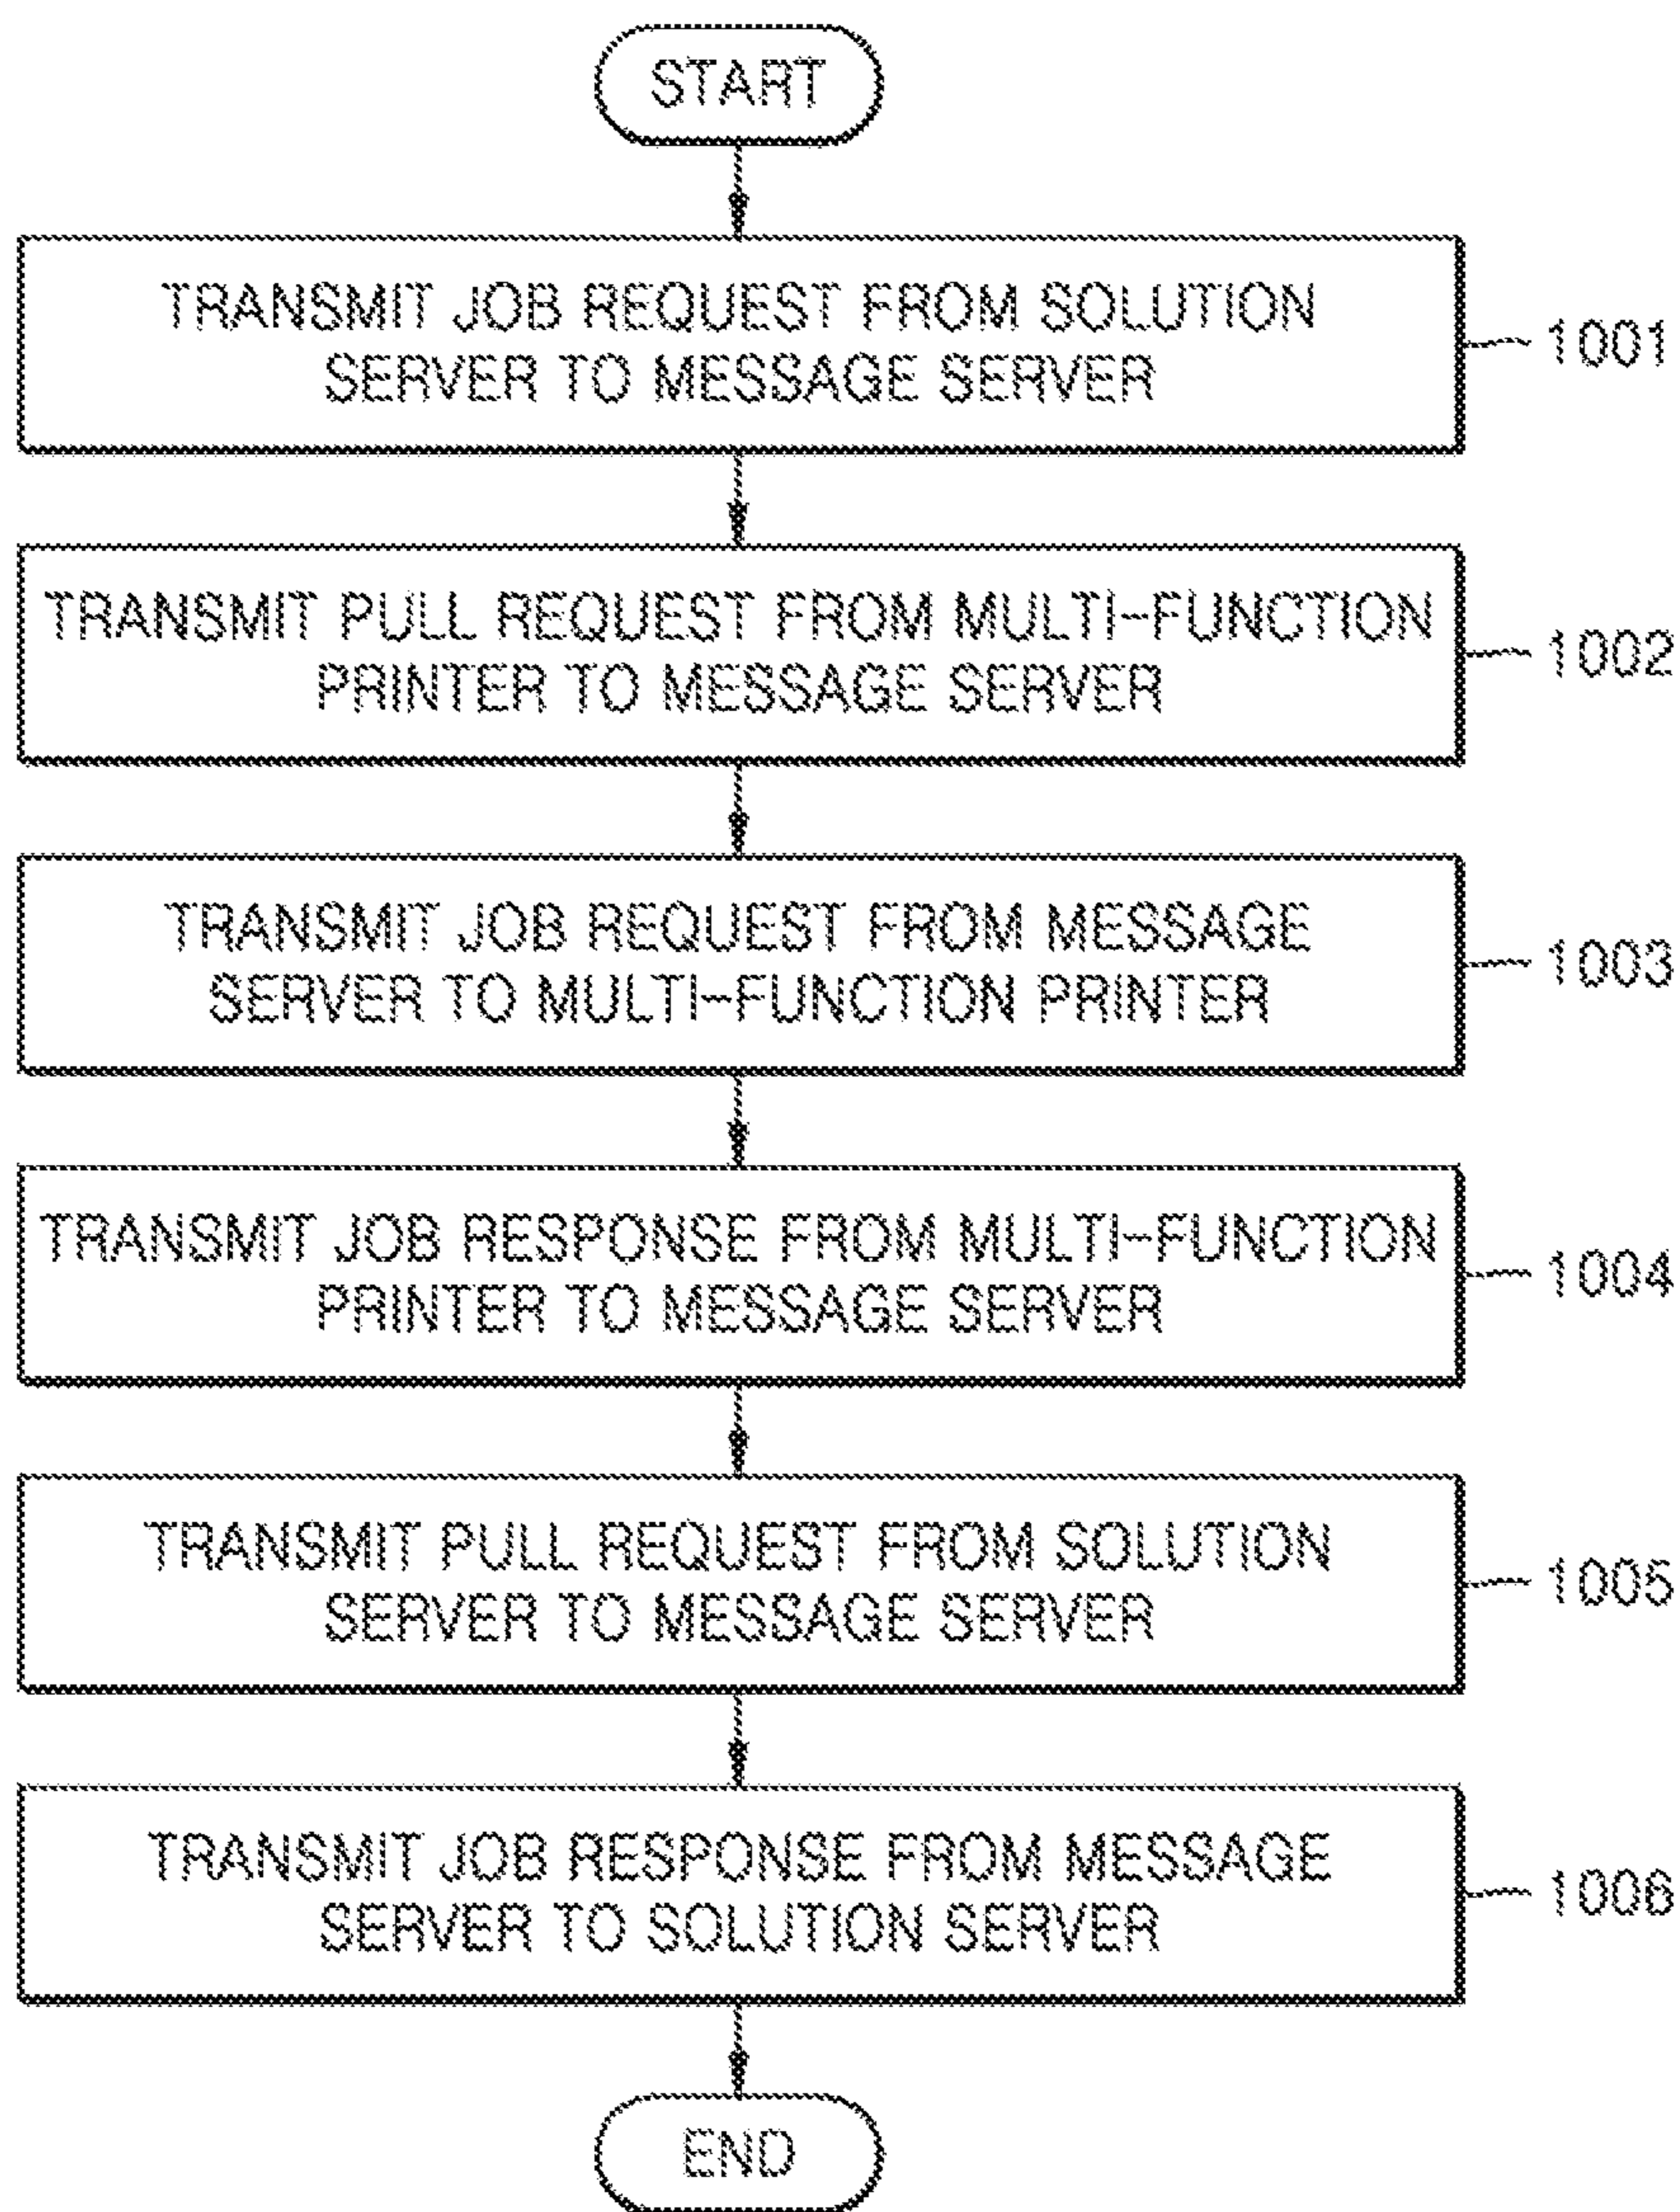 START
TRANSMIT JOB REQUEST FROM SOLUTION
SERVER TO MESSAGE SERVER
1001
TRANSMIT PULL REQUEST FROM MULTI-FUNCTION
PRINTER TO MESSAGE SERVER
1002
TRANSMIT JOB REQUEST FROM MESSAGE
SERVER TO MULTI-FUNCTION PRINTER
1003
TRANSMIT JOB RESPONSE FROM MULTI-FUNCTION
PRINTER TO MESSAGE SERVER
1004
TRANSMIT PULL REQUEST FROM SOLUTION
SERVER TO MESSAGE SERVER
1005
TRANSMIT JOB RESPONSE FROM MESSAGE
SERVER TO SOLUTION SERVER
1006
END